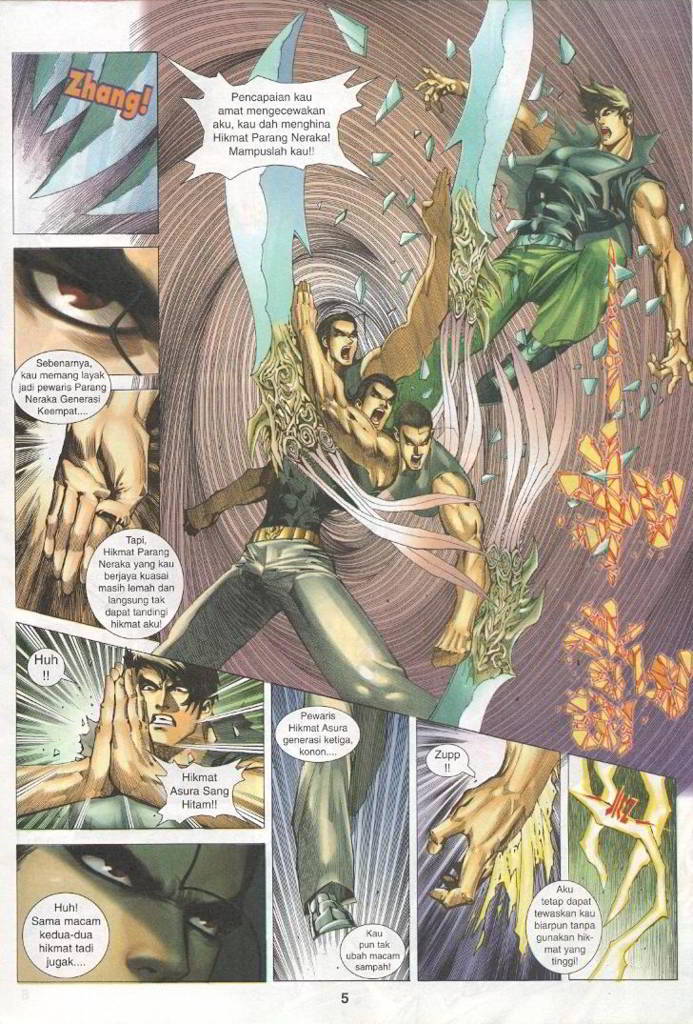 Zhang!
Pencapaian kau
amat mengecewakan
aku, kau dah menghina
Hikmat Parang Neraka!
Mampuslah kau!!
Sebenarnya,
kau memang layak
jadi pewaris Parang
Neraka Generasi
Keempat....
Tapi,
Hikmat Parang
Neraka yang kau
berjaya kuasai
masih lemah dan
langsung tak
dapat tandingi
hikmat aku!
Huh
!!
Hikmat
Asura Sang
Hitam!!
Huh!
Sama macam
kedua-dua
hikmat tadi
jugak....
Pewaris
Hikmat Asura
generasi ketiga,
konon....
Kau
pun tak
ubah macam
sampah!
Zupp
!!
Aku
tetap dapat
tewaskan kau
biarpun tanpa
gunakan hik-
mat yang
tinggi!
5